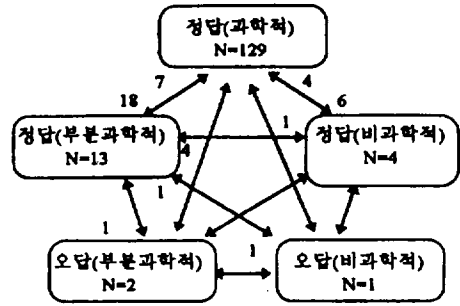 정답(과학적)
N=129
7
4
18
6
정답(부분과학적)
N=13
1
정답(비과학적)
N=4
4
1
1
1
오답(부분과학적)
N=2
오답(비과학적)
N=1